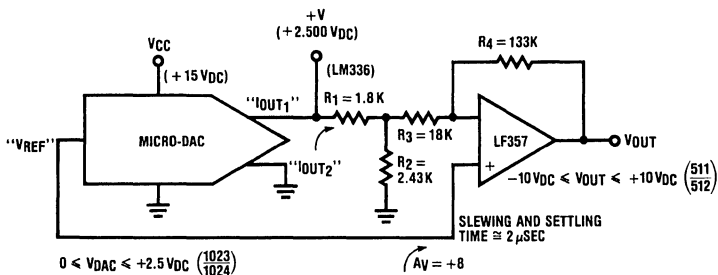 +V
(+2.500 VDC)
VCC
(+15 VDC)
(LM336)
R4 = 133K
"IOUT1"
R1 = 1.8K
"VREF"
MICRO-DAC
R3 = 18K
LF357
VOUT
"IOUT2"
R2 =
2.43K
+
−10 VDC ⩽ VOUT ⩽ +10 VDC (511/512)
SLEWING AND SETTLING
TIME ≅ 2 μSEC
0 ⩽ VDAC ⩽ +2.5 VDC (1023/1024)
AV = +8